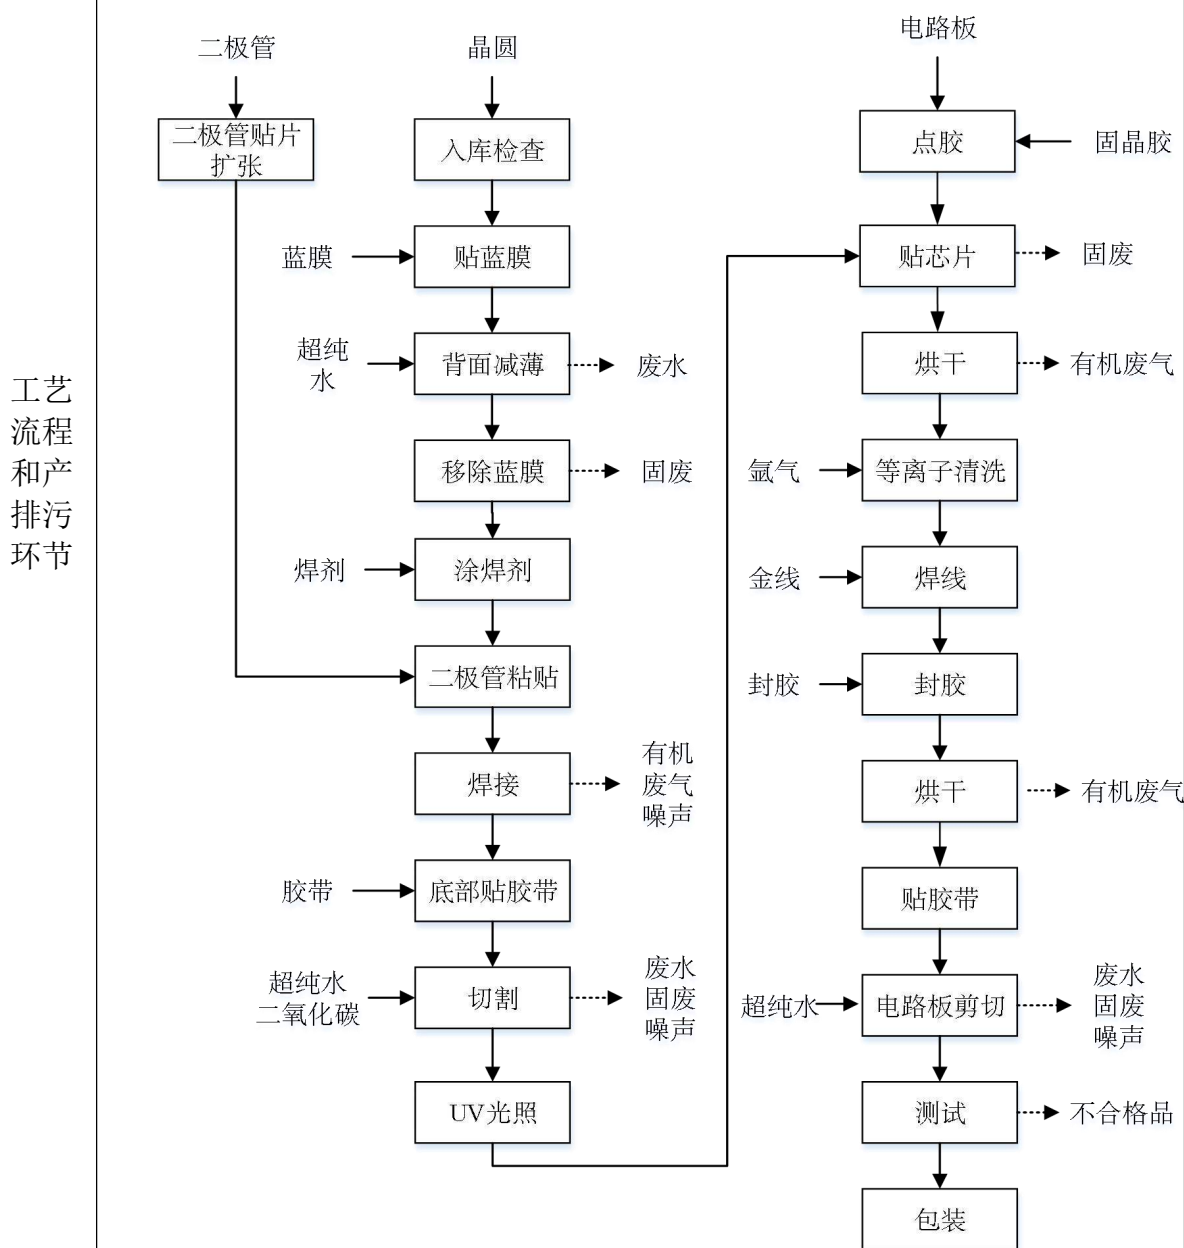 工艺
流程
和产
排污
环节
二极管
二极管贴片
扩张
晶圆
入库检查
蓝膜
贴蓝膜
超纯
水
背面减薄
废水
移除蓝膜
固废
焊剂
涂焊剂
二极管粘贴
焊接
有机
废气
噪声
胶带
底部贴胶带
超纯水
二氧化碳
切割
废水
固废
噪声
UV光照
电路板
点胶
固晶胶
贴芯片
固废
烘干
有机废气
氩气
等离子清洗
金线
焊线
封胶
封胶
烘干
有机废气
贴胶带
超纯水
电路板剪切
废水
固废
噪声
测试
不合格品
包装